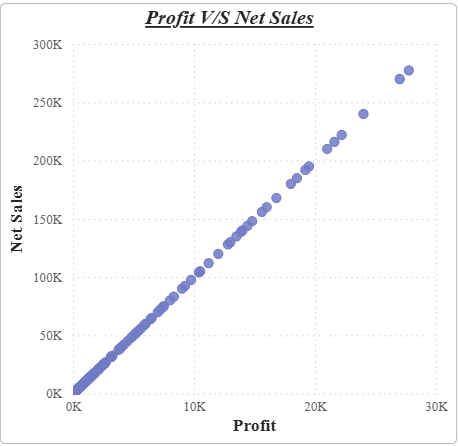 Profit V/S Net Sales
300K
250K
200K
150K
100K
50K
0K
Net Sales
0K 10K 20K 30K
Profit